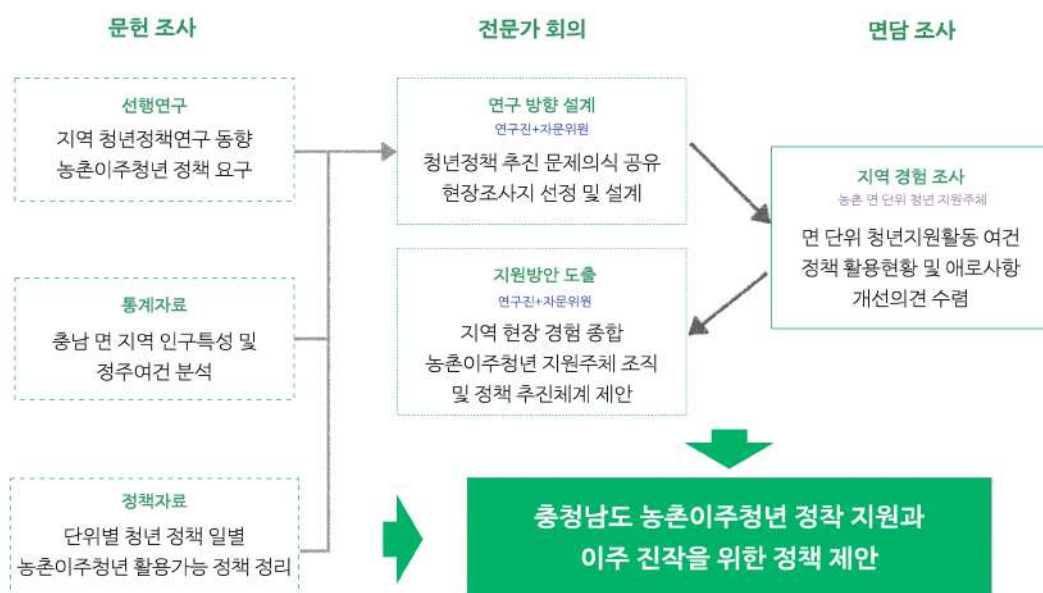 문헌 조사
전문가 회의
면담 조사
선행연구
지역 청년정책연구 동향
농촌이주청년 정책 요구
통계자료
충남 면 지역 인구특성 및
정주여건 분석
정책자료
단위별 청년 정책 일별
농촌이주청년 활용가능 정책 정리
연구 방향 설계
연구진+자문위원
청년정책 추진 문제의식 공유
현장조사지 선정 및 설계
지원방안 도출
연구진+자문위원
지역 현장 경험 종합
농촌이주청년 지원주체 조직
및 정책 추진체계 제안
지역 경험 조사
농촌 면 단위 청년 지원주체
면 단위 청년지원활동 여건
정책 활용현황 및 애로사항
개선의견 수렴
충청남도 농촌이주청년 정착 지원과
이주 진작을 위한 정책 제안